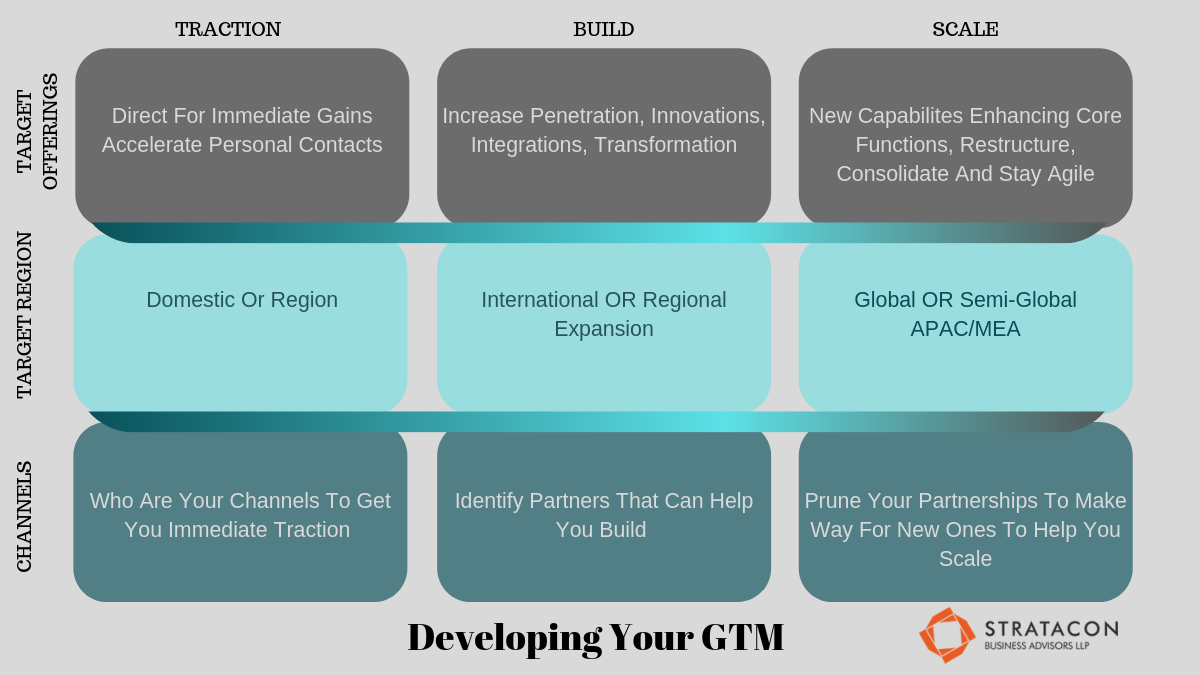 TRACTION
BUILD
SCALE
TARGET
OFFERINGS
Direct For Immediate Gains
Accelerate Personal Contacts
Increase Penetration, Innovations,
Integrations, Transformation
New Capabilites Enhancing Core
Functions, Restructure,
Consolidate And Stay Agile
TARGET REGION
Domestic Or Region
International OR Regional
Expansion
Global OR Semi-Global
APAC/MEA
CHANNELS
Who Are Your Channels To Get
You Immediate Traction
Identify Partners That Can Help
You Build
Prune Your Partnerships To Make
Way For New Ones To Help You
Scale
Developing Your GTM
STRATACON
BUSINESS ADVISORS LLP